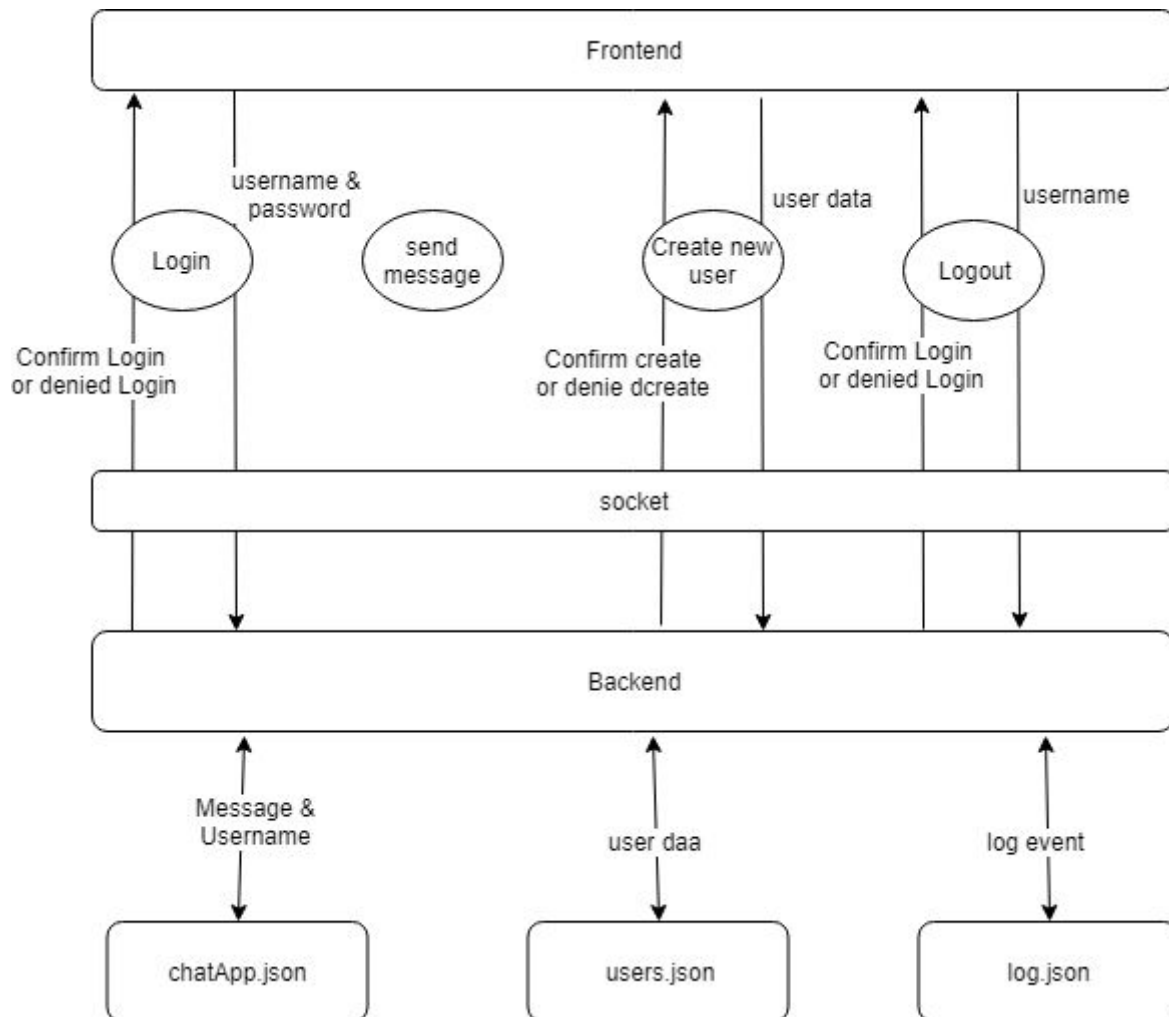 Frontend
username &
password
user data
username
Login
send
message
Create new
user
Logout
Confirm Login
or denied Login
Confirm create
or denie dcreate
Confirm Login
or denied Login
socket
Backend
Message &
Username
user daa
log event
chatApp.json
users.json
log.json